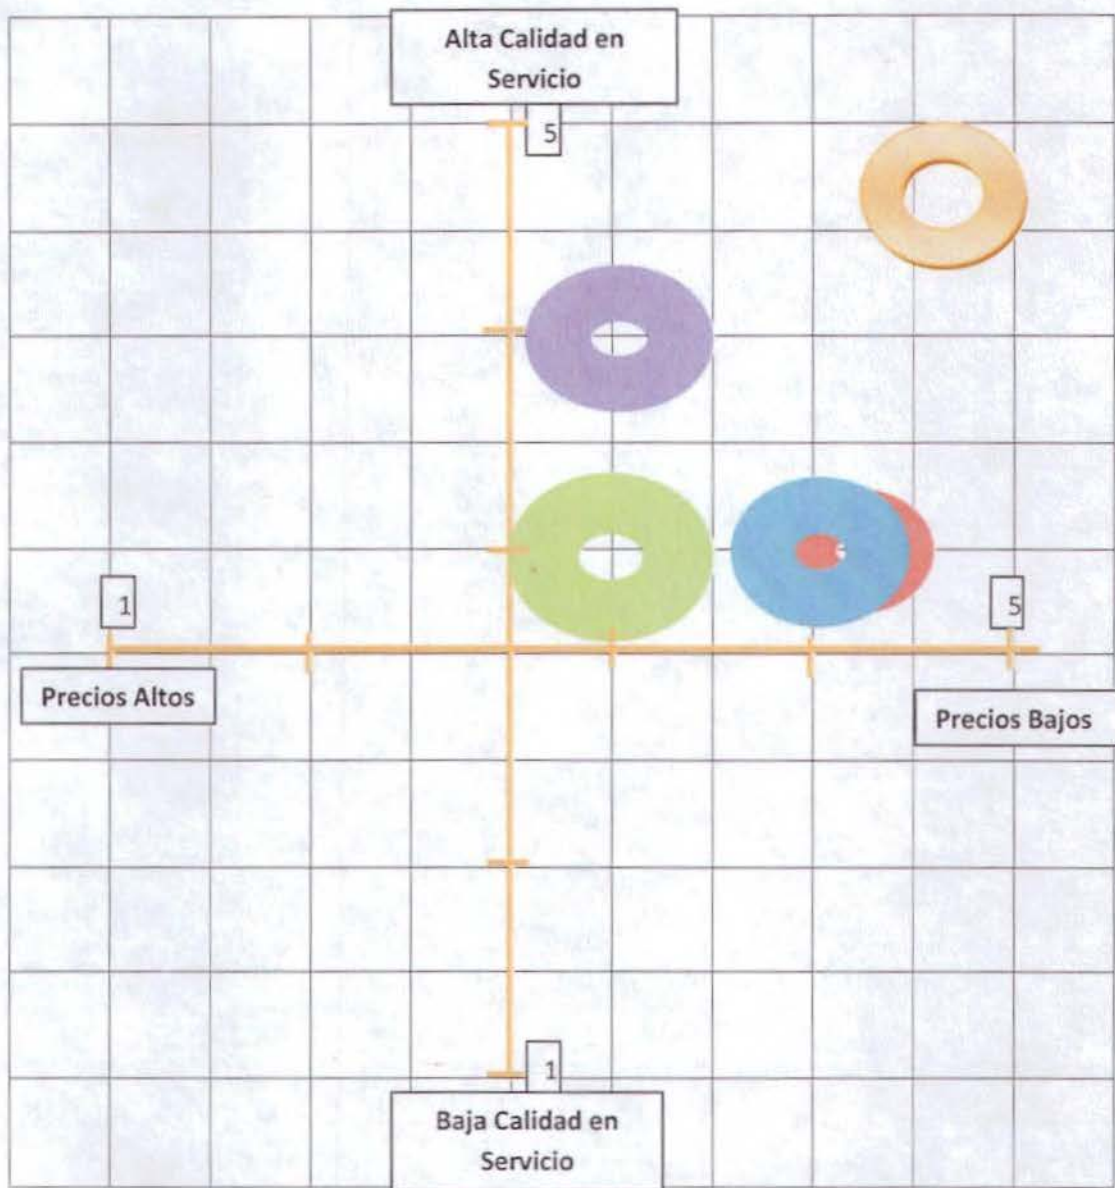 Alta Calidad en
Servicio
5
1
5
Precios Altos
Precios Bajos
1
Baja Calidad en
Servicio